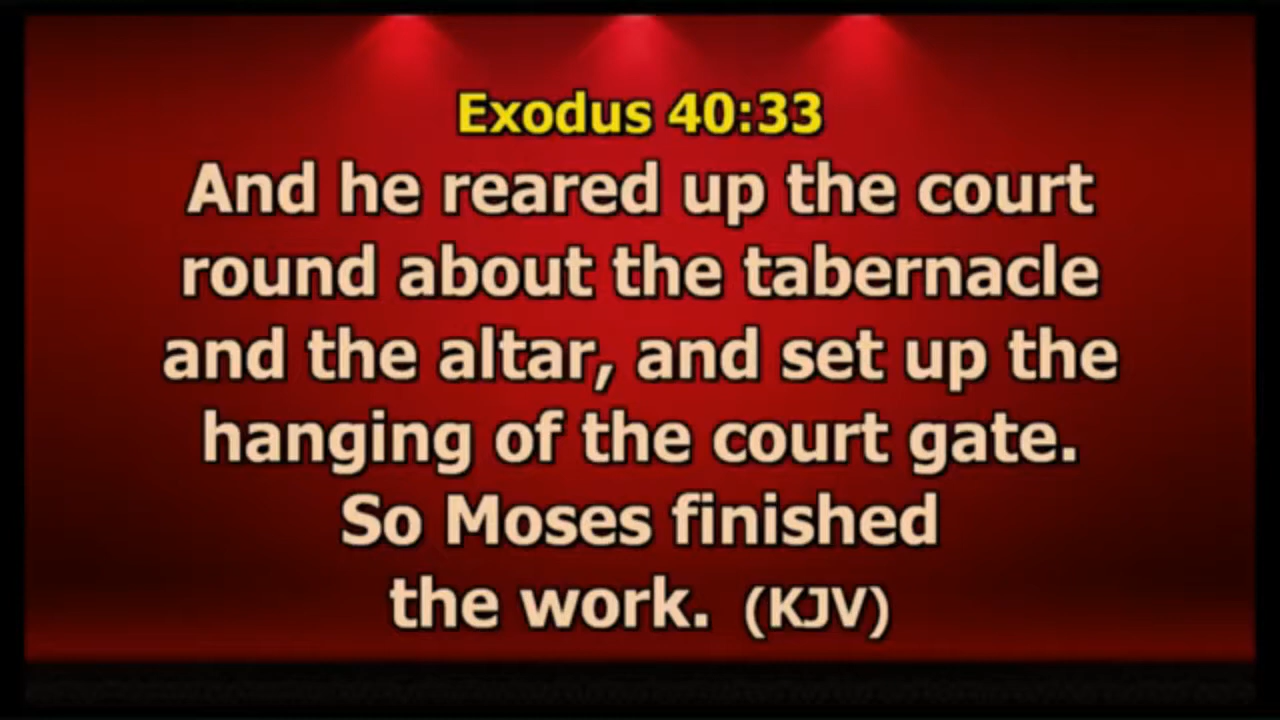 Exodus 40:33
And he reared up the court
round about the tabernacle
and the altar, and set up the
hanging of the court gate.
So Moses finished
the work. (KJV)